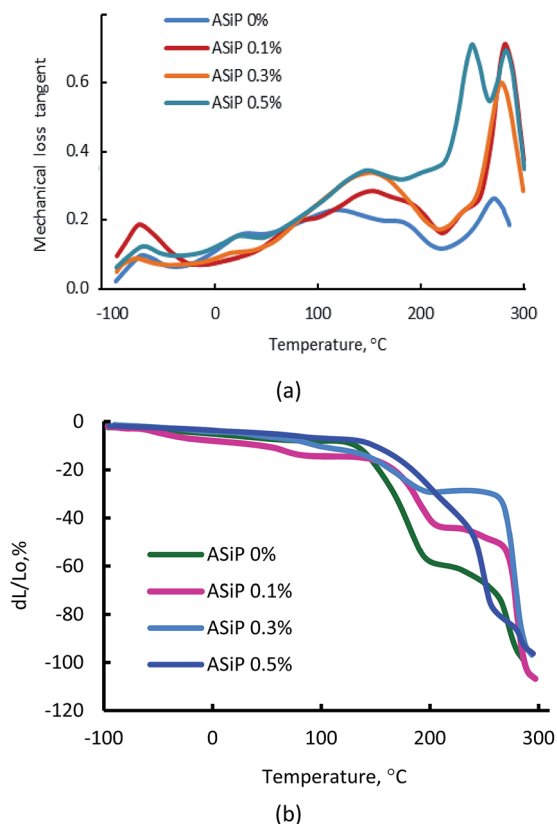 ASiP 0%
ASiP 0.1%
ASiP 0.3%
ASiP 0.5%
Mechanical loss tangent
0.6
0.4
0.2
0.0
-100 0 100 200 300
Temperature, °C
(a)
0
-20
-40
-60
-80
-100
-120
dL/Lo,%
ASiP 0%
ASiP 0.1%
ASiP 0.3%
ASiP 0.5%
-100 0 100 200 300
Temperature, °C
(b)